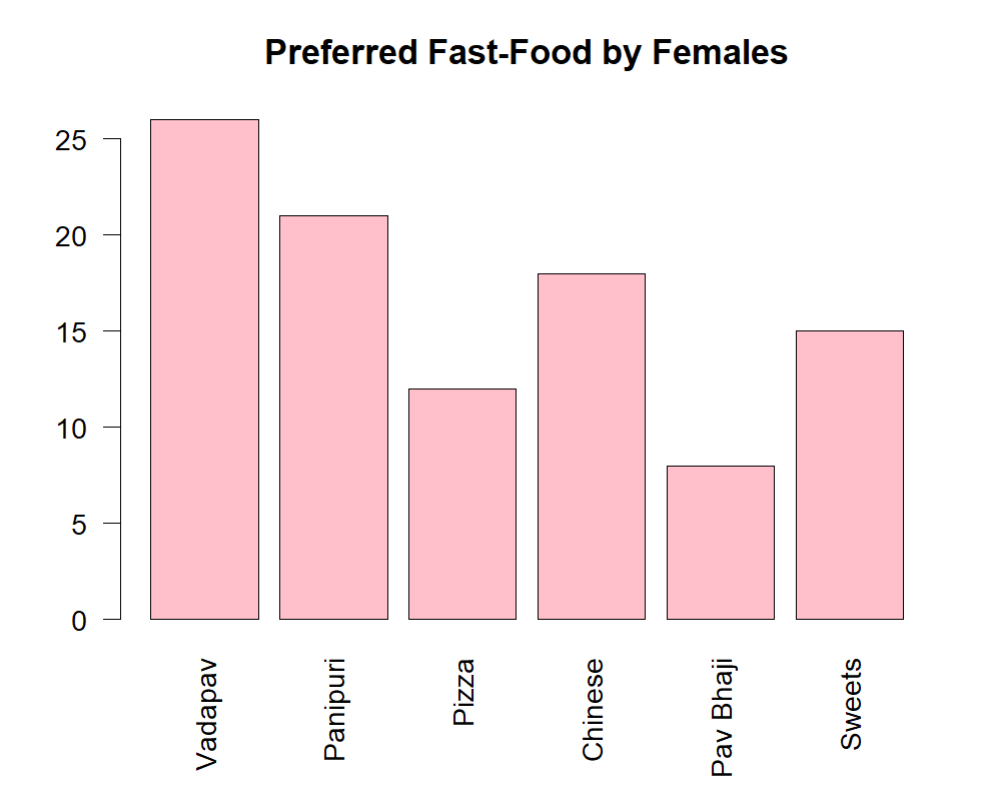 Preferred Fast-Food by Females
25
20
15
10
5
0
Vadapav
Panipuri
Pizza
Chinese
Pav Bhaji
Sweets